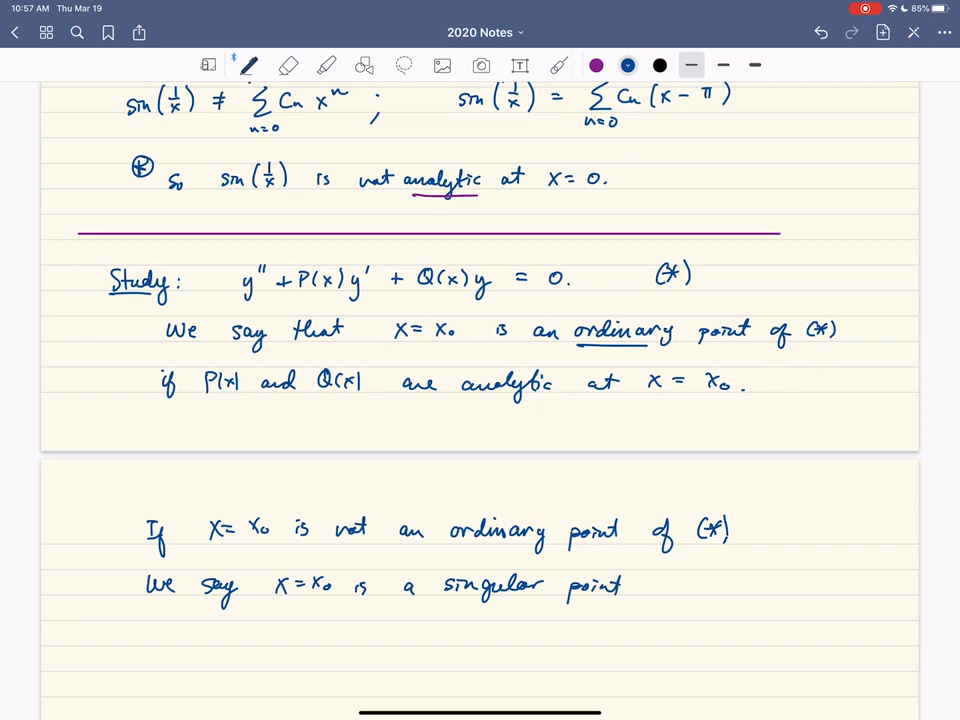 10:57 AM Thu Mar 19
85%
2020 Notes
sin(1/x) ≠ ∑ Cn x^n ; sin(1/x) = ∑ Cn (x - π)
n=0 n=0
(*) So sin(1/x) is not analytic at x = 0.
Study: y" + P(x) y' + Q(x) y = 0. (*)
We say that x = x₀ is an ordinary point of (*)
if P(x) and Q(x) are analytic at x = x₀.
If x = x₀ is not an ordinary point of (*)
We say x = x₀ is a singular point